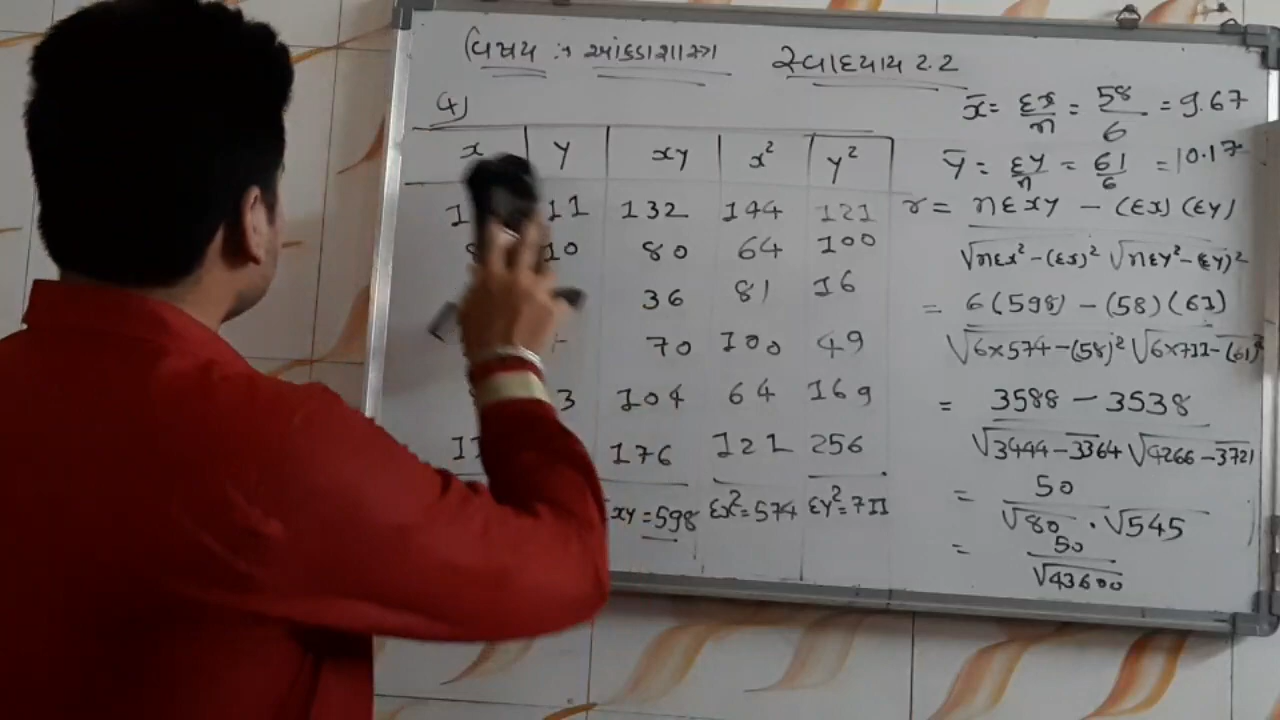 વિષય :- આંકડાશાસ્ત્ર સ્વાધ્યાય 2.2
4)
x y xy x² y²
11 132 144 121
10 80 64 100
36 81 16
70 100 49
3 104 64 169
11 176 121 256
xy = 598 Σx² = 574 Σy² = 711
x̄ = Σx/n = 58/6 = 9.67
ȳ = Σy/n = 61/6 = 10.17
r = nΣxy - (Σx)(Σy) / √nΣx² - (Σx)² √nΣy² - (Σy)²
= 6(598) - (58)(61) / √6×574 - (58)² √6×711 - (61)²
= 3588 - 3538 / √3444 - 3364 √4266 - 3721
= 50 / √80 . √545
= 50 / √43600